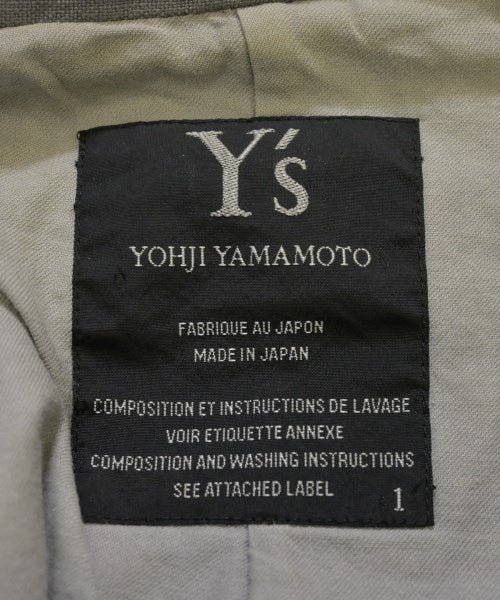 Y's
YOHJI YAMAMOTO
FABRIQUE AU JAPON
MADE IN JAPAN
COMPOSITION ET INSTRUCTIONS DE LAVAGE
VOIR ETIQUETTE ANNEXE
COMPOSITION AND WASHING INSTRUCTIONS
SEE ATTACHED LABEL
1